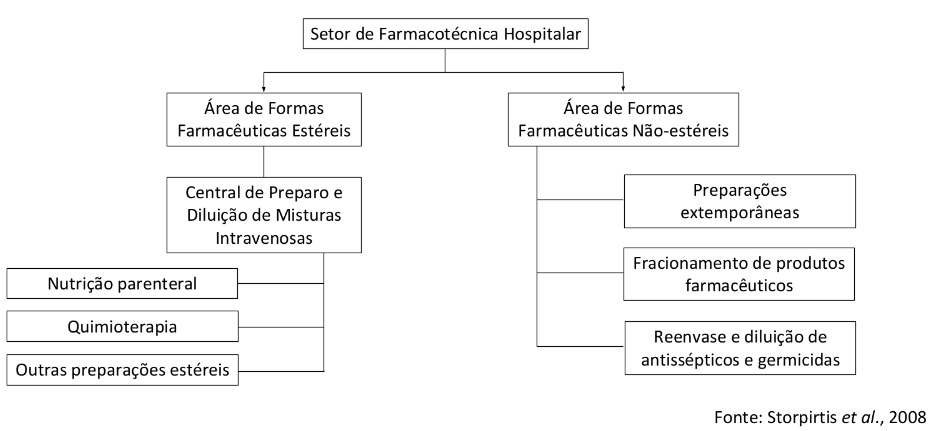 Setor de Farmacotécnica Hospitalar
Área de Formas
Farmacêuticas Estéreis
Área de Formas
Farmacêuticas Não-estéreis
Central de Preparo e
Diluição de Misturas
Intravenosas
Nutrição parenteral
Quimioterapia
Outras preparações estéreis
Preparações
extemporâneas
Fracionamento de produtos
farmacêuticos
Reenvase e diluição de
antissépticos e germicidas
Fonte: Storpirtis et al., 2008